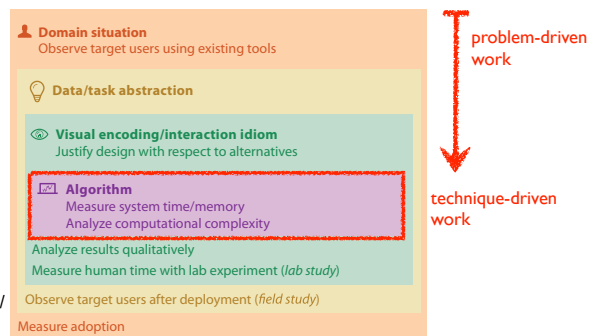 Domain situation
Observe target users using existing tools
Data/task abstraction
Visual encoding/interaction idiom
Justify design with respect to alternatives
Algorithm
Measure system time/memory
Analyze computational complexity
Analyze results qualitatively
Measure human time with lab experiment (lab study)
Observe target users after deployment (field study)
Measure adoption
problem-driven
work
technique-driven
work
/